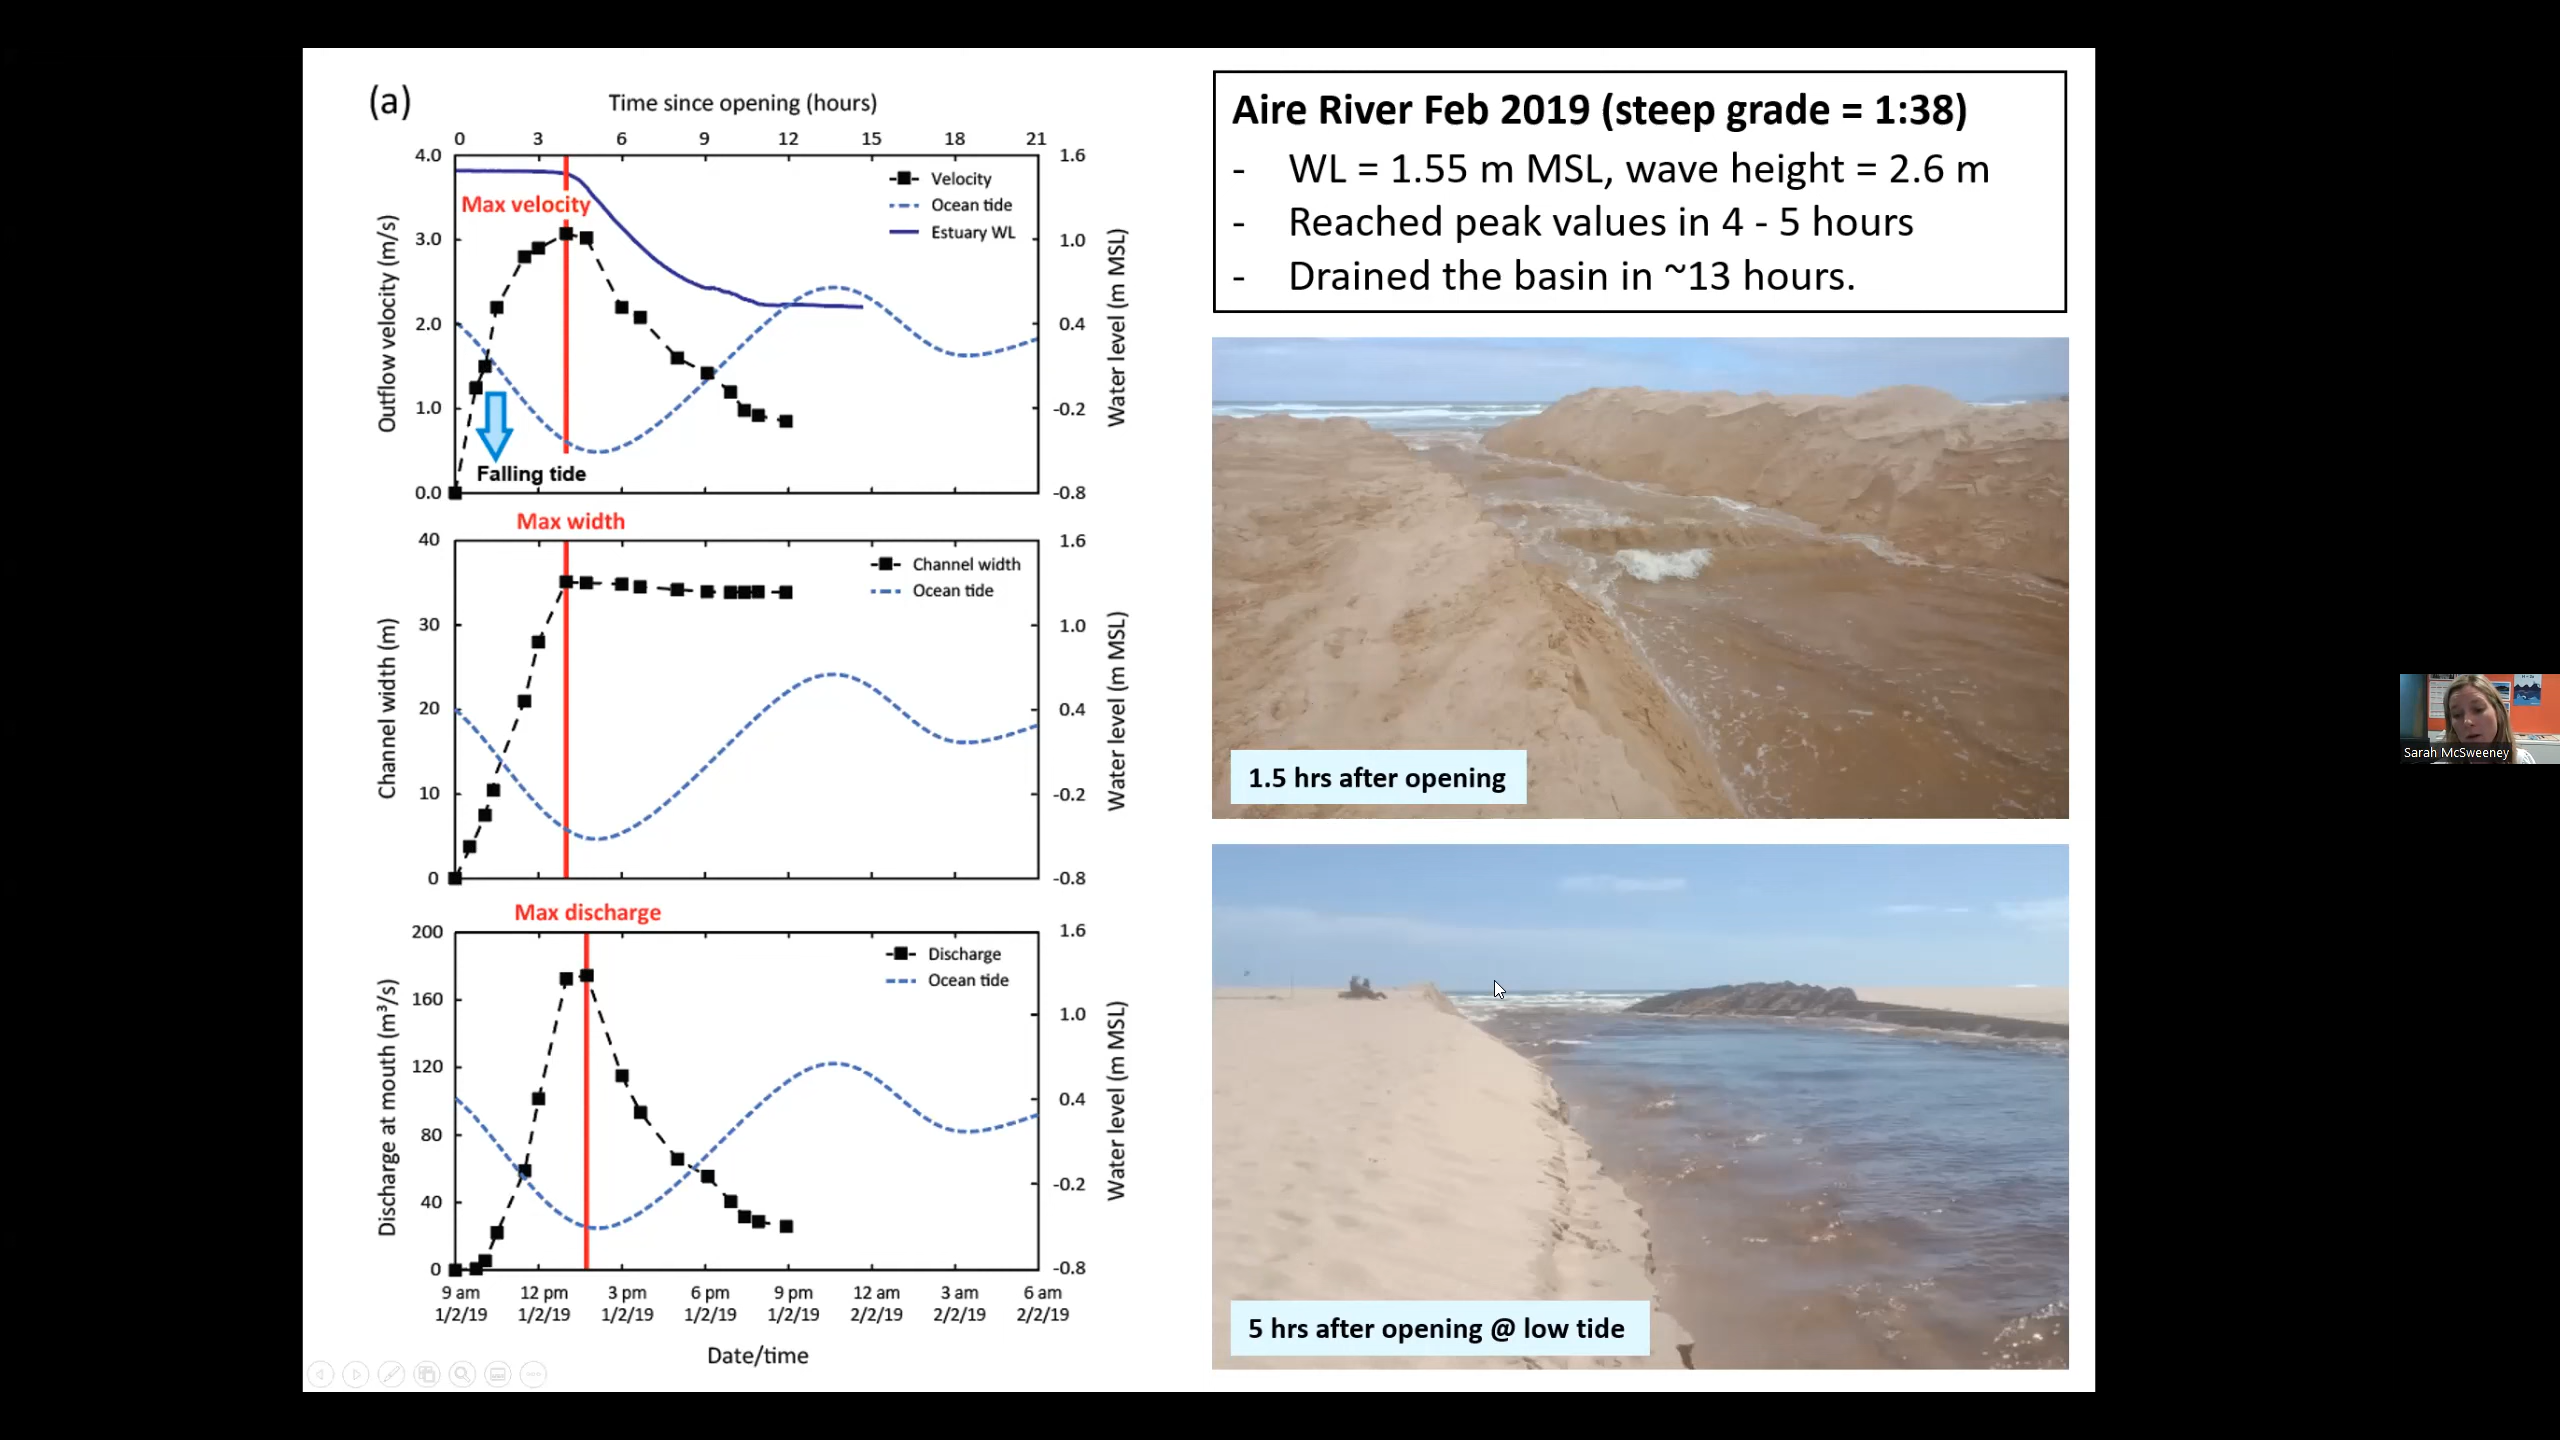 (a)
Time since opening (hours)
0 3 6 9 12 15 18 21
4.0
3.0
2.0
1.0
0.0
Outflow velocity (m/s)
1.6
1.0
0.4
-0.2
-0.8
Water level (m MSL)
Velocity
Ocean tide
Estuary WL
Max velocity
Falling tide
Max width
40
30
20
10
0
Channel width (m)
1.6
1.0
0.4
-0.2
-0.8
Water level (m MSL)
Channel width
Ocean tide
Max discharge
200
160
120
80
40
0
Discharge at mouth (m³/s)
1.6
1.0
0.4
-0.2
-0.8
Water level (m MSL)
Discharge
Ocean tide
9 am 12 pm 3 pm 6 pm 9 pm 12 am 3 am 6 am
1/2/19 1/2/19 1/2/19 1/2/19 1/2/19 2/2/19 2/2/19 2/2/19
Date/time
Aire River Feb 2019 (steep grade = 1:38)
- WL = 1.55 m MSL, wave height = 2.6 m
- Reached peak values in 4 - 5 hours
- Drained the basin in ~13 hours.
1.5 hrs after opening
5 hrs after opening @ low tide
Sarah McSweeney